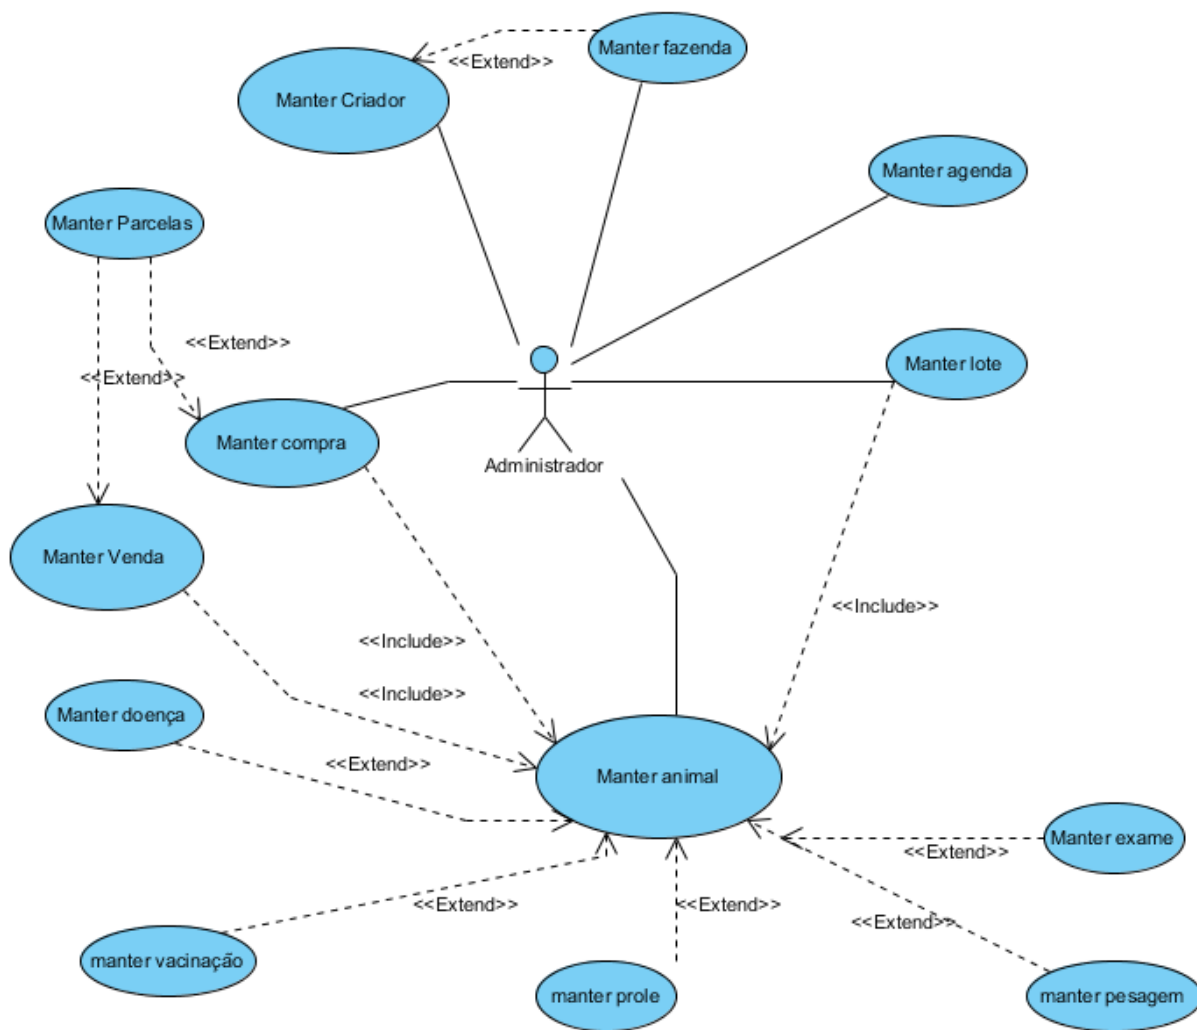 Manter fazenda
<<Extend>>
Manter Criador
Manter agenda
Manter Parcelas
<<Extend>>
<<Extend>>
Manter lote
Manter compra
Administrador
Manter Venda
<<Include>>
<<Include>>
<<Include>>
Manter doença
<<Extend>>
Manter animal
Manter exame
<<Extend>>
<<Extend>>
<<Extend>>
<<Extend>>
manter vacinação
manter prole
manter pesagem